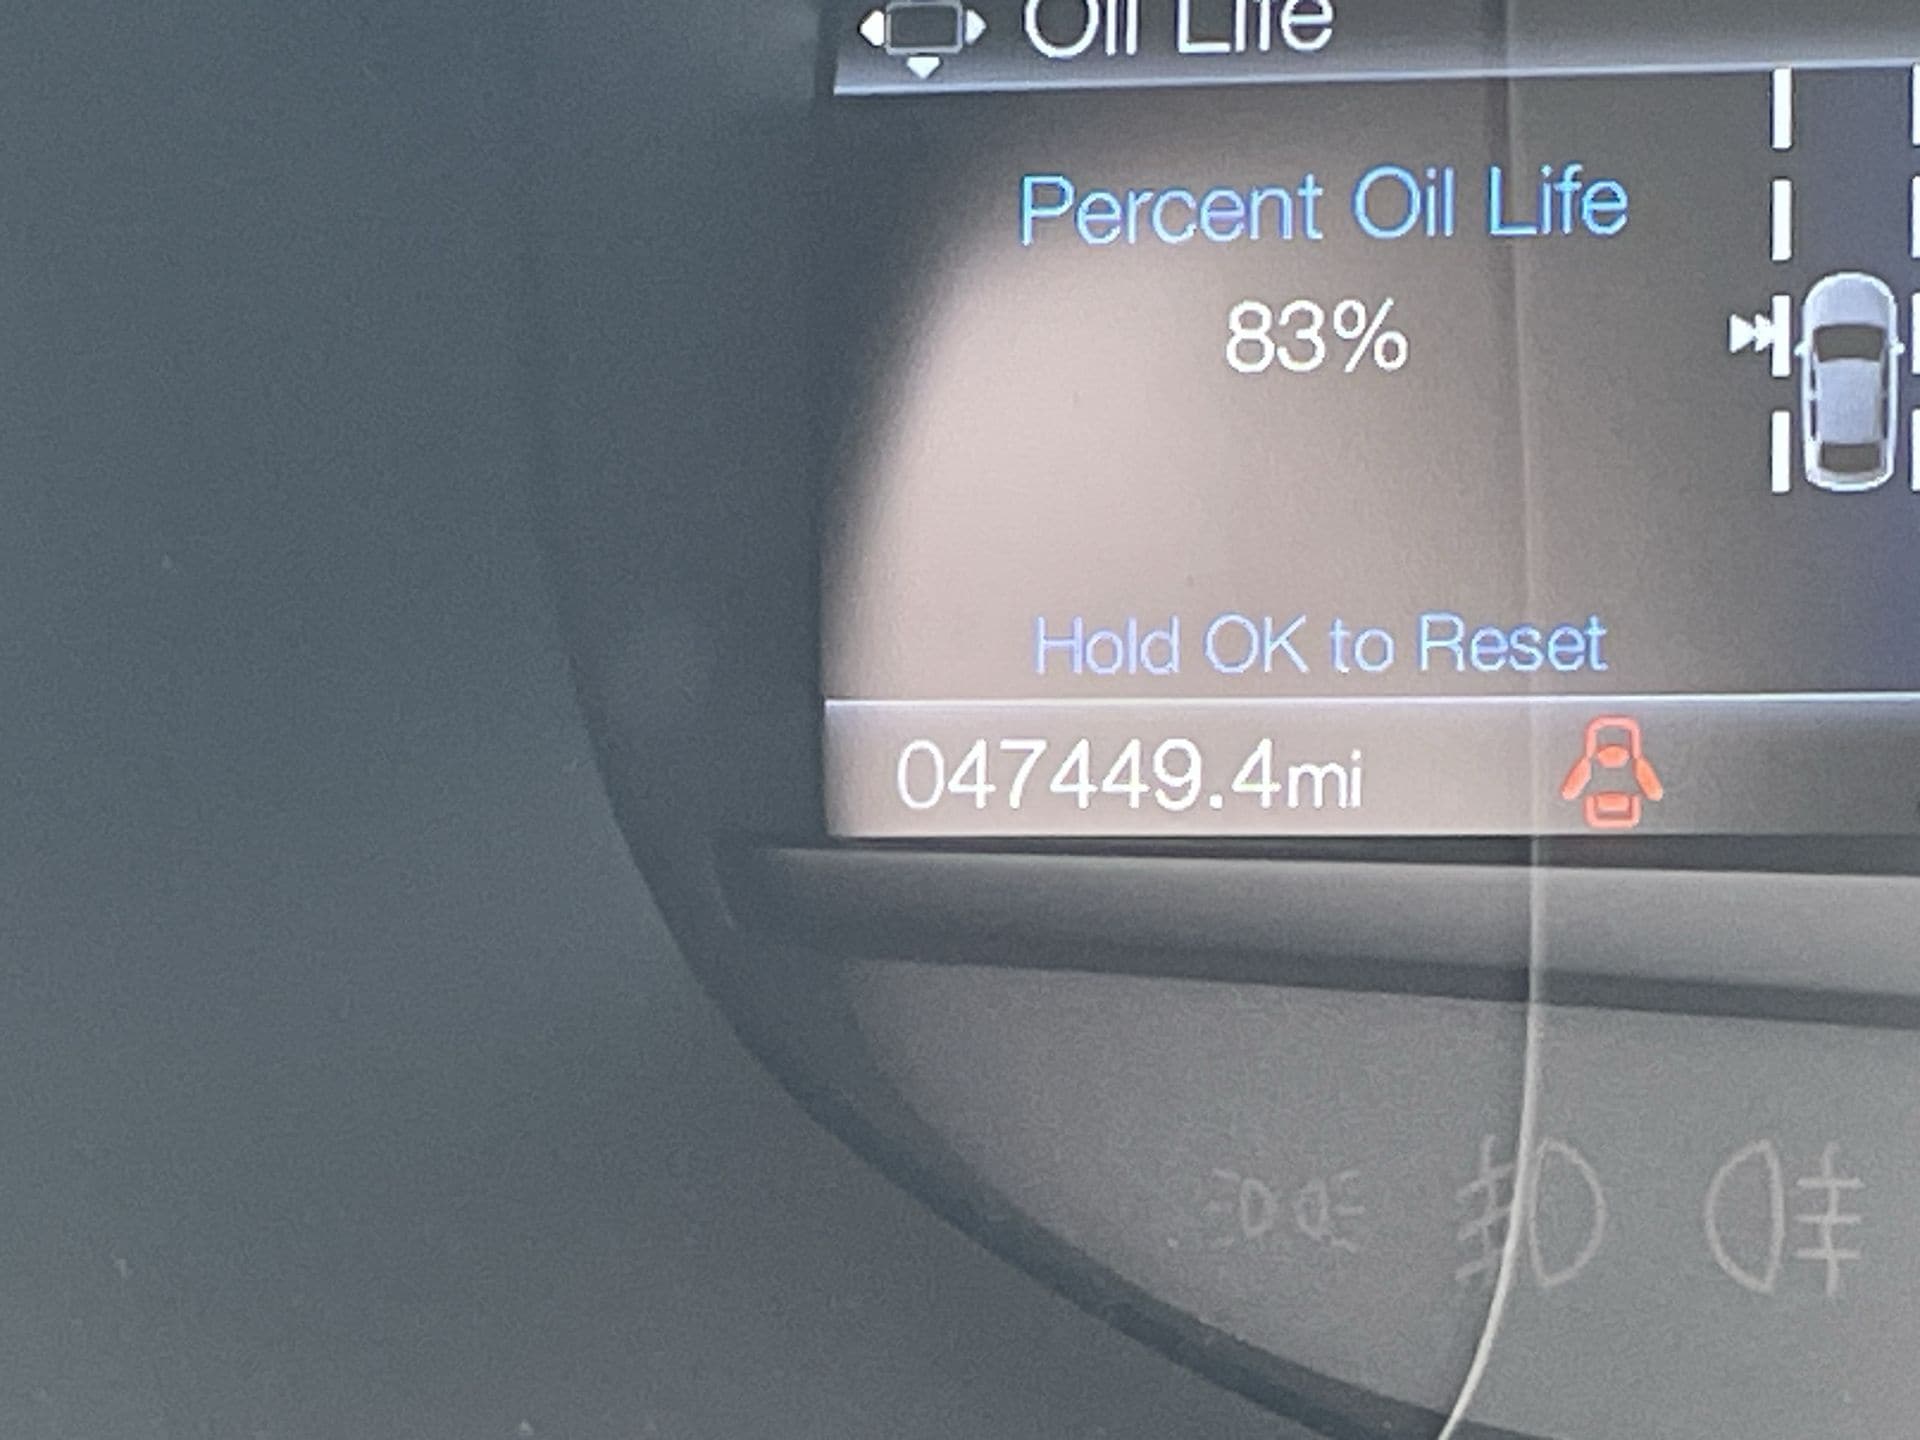 Oil Life
Percent Oil Life
83%
Hold OK to Reset
047449.4mi